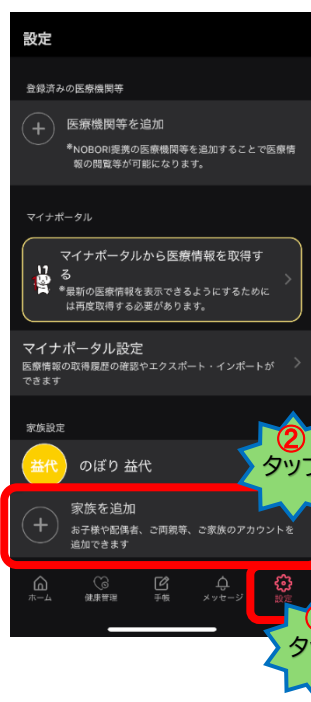 設定
登録済みの医療機関等
医療機関等を追加
*NOBORI提携の医療機関等を追加することで医療情
報の閲覧等が可能になります。
マイナポータル
マイナポータルから医療情報を取得す
る
*最新の医療情報を表示できるようにするために
は再度取得する必要があります。
マイナポータル設定
医療情報の取得履歴の確認やエクスポート・インポートが
できます
家族設定
益代 のぼり 益代
②
タップ
家族を追加
お子様や配偶者、ご両親等、ご家族のアカウントを
追加できます
ホーム 健康管理 手帳 メッセージ 設定
タ